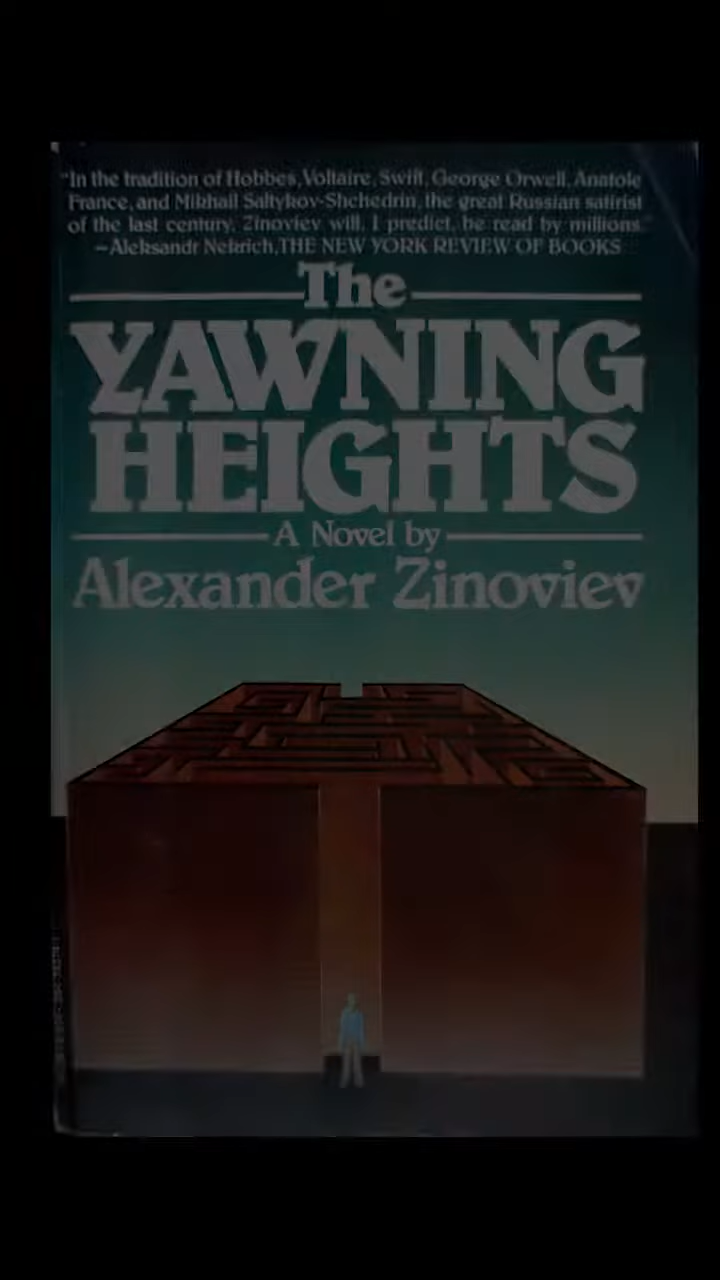 "In the tradition of Hobbes, Voltaire, Swift, George Orwell, Anatole
France, and Mikhail Saltykov-Shchedrin, the great Russian satirist
of the last century, Zinoviev will, I predict, be read by millions."
—Aleksandr Nekrich, THE NEW YORK REVIEW OF BOOKS
The
YAWNING
HEIGHTS
A Novel by
Alexander Zinoviev